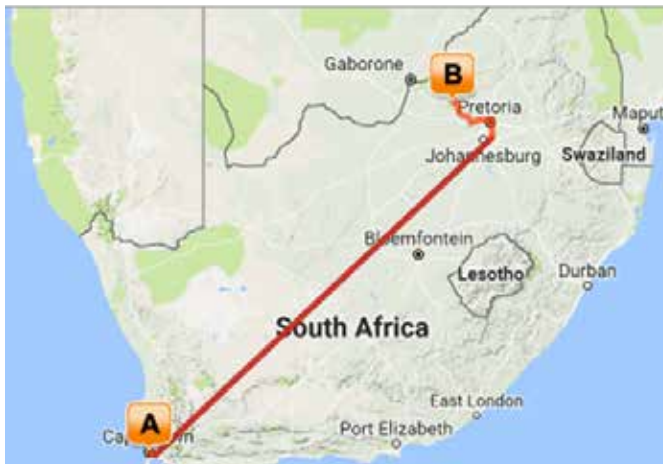 Gaborone
B
Pretoria
Maput
Johannesburg
Swaziland
Bloemfontein
Lesotho
Durban
South Africa
A
East London
Port Elizabeth